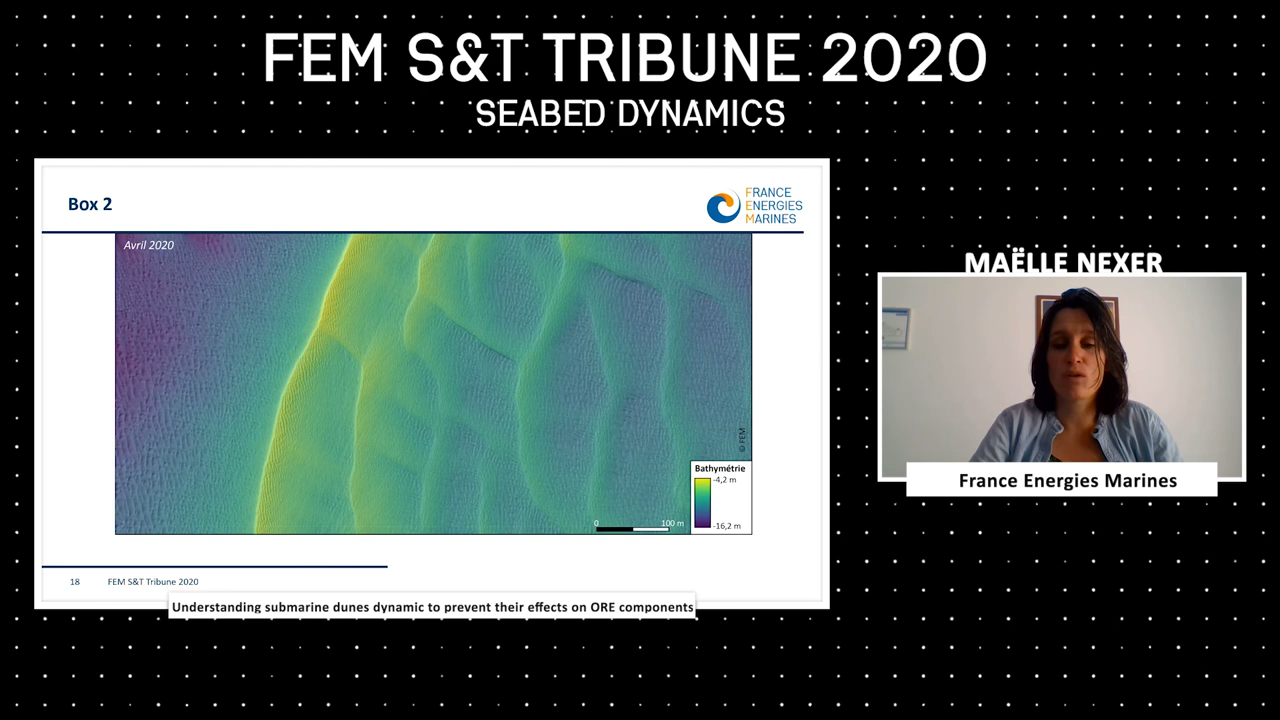 FEM S&T TRIBUNE 2020
SEABED DYNAMICS
Box 2
FRANCE
ENERGIES
MARINES
Avril 2020
© FEM
Bathymétrie
-4,2 m
-16,2 m
0 100 m
18 FEM S&T Tribune 2020
Understanding submarine dunes dynamic to prevent their effects on ORE components
MAËLLE NEXER
France Energies Marines